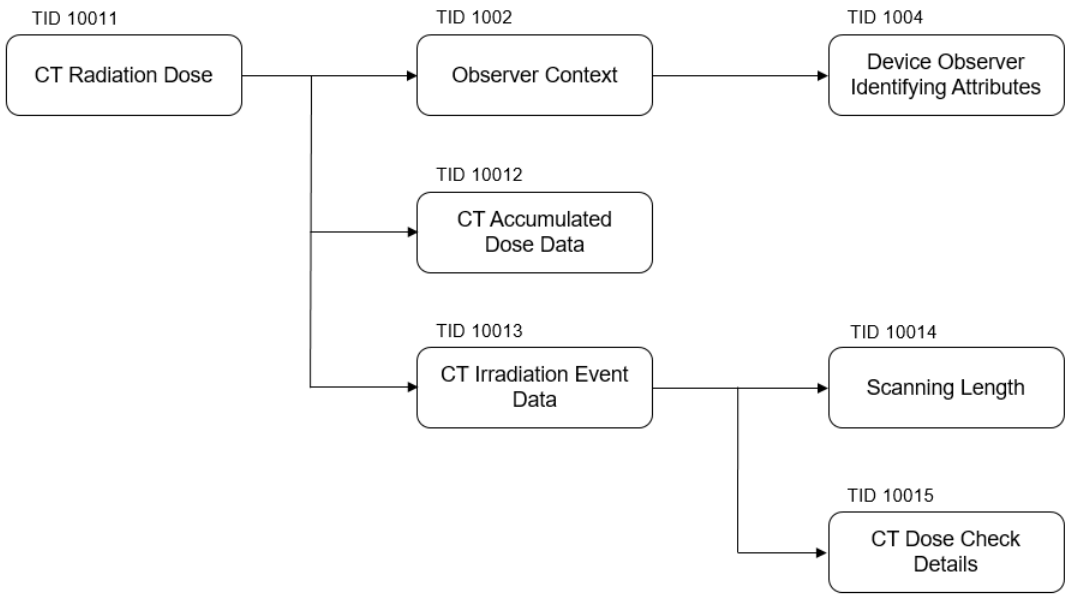 TID 10011
CT Radiation Dose
TID 1002
Observer Context
TID 1004
Device Observer
Identifying Attributes
TID 10012
CT Accumulated
Dose Data
TID 10013
CT Irradiation Event
Data
TID 10014
Scanning Length
TID 10015
CT Dose Check
Details